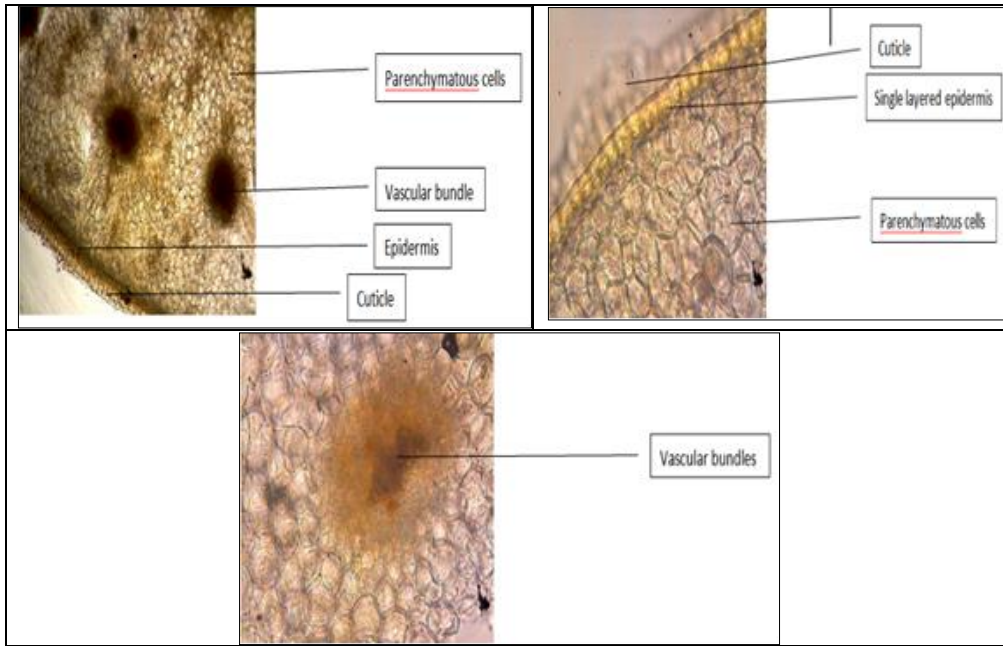 Parenchymatous cells
Vascular bundle
Epidermis
Cuticle
Cuticle
Single layered epidermis
Parenchymatous cells
Vascular bundles